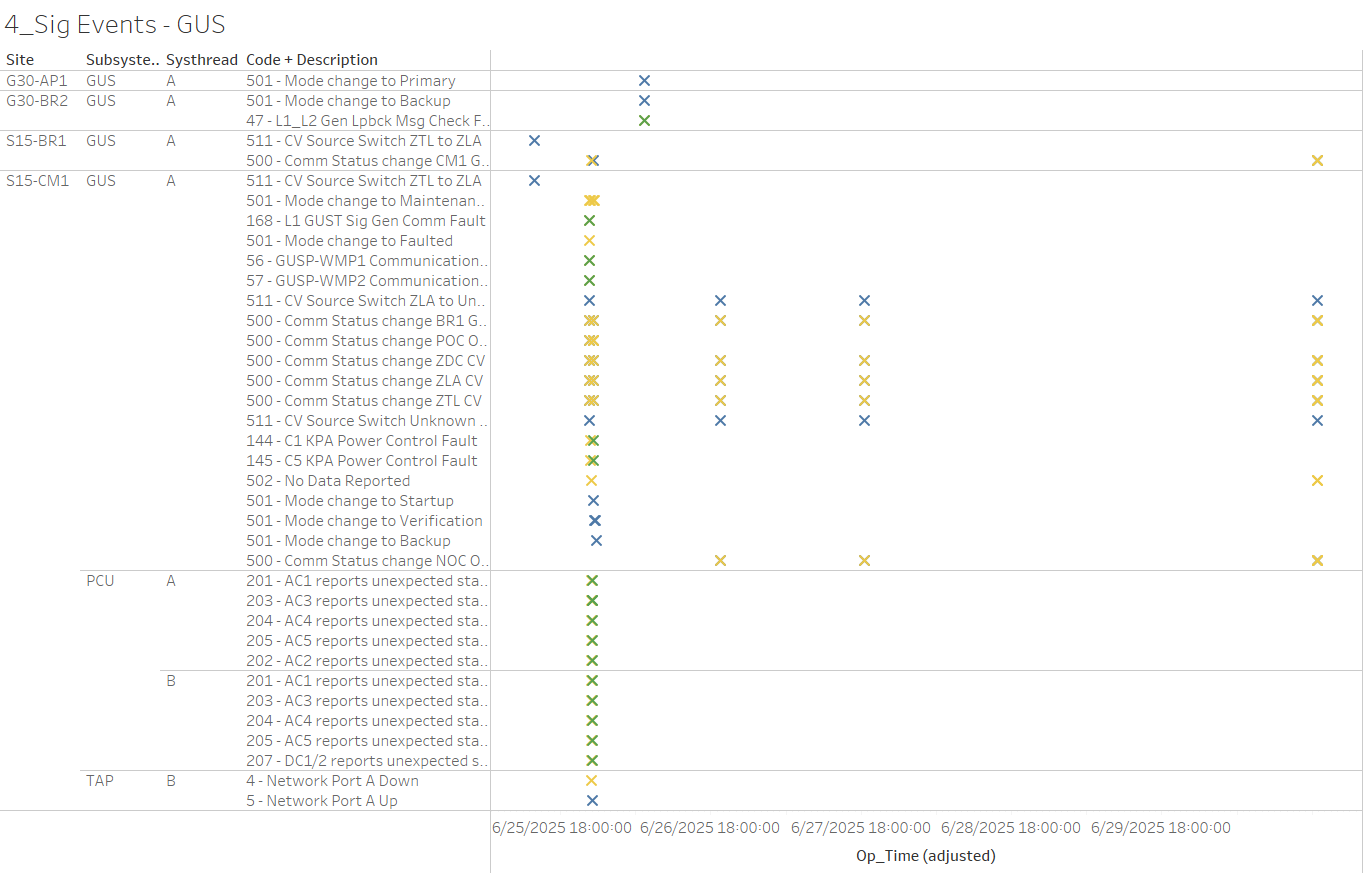 4_Sig Events - GUS
Site Subsyste.. Systhread Code + Description
G30-AP1 GUS A 501 - Mode change to Primary
G30-BR2 GUS A 501 - Mode change to Backup
47 - L1_L2 Gen Lpbck Msg Check F..
S15-BR1 GUS A 511 - CV Source Switch ZTL to ZLA
500 - Comm Status change CM1 G..
S15-CM1 GUS A 511 - CV Source Switch ZTL to ZLA
501 - Mode change to Maintenan..
168 - L1 GUST Sig Gen Comm Fault
501 - Mode change to Faulted
56 - GUSP-WMP1 Communication..
57 - GUSP-WMP2 Communication..
511 - CV Source Switch ZLA to Un..
500 - Comm Status change BR1 G..
500 - Comm Status change POC O..
500 - Comm Status change ZDC CV
500 - Comm Status change ZLA CV
500 - Comm Status change ZTL CV
511 - CV Source Switch Unknown ..
144 - C1 KPA Power Control Fault
145 - C5 KPA Power Control Fault
502 - No Data Reported
501 - Mode change to Startup
501 - Mode change to Verification
501 - Mode change to Backup
500 - Comm Status change NOC O..
PCU A 201 - AC1 reports unexpected sta..
203 - AC3 reports unexpected sta..
204 - AC4 reports unexpected sta..
205 - AC5 reports unexpected sta..
202 - AC2 reports unexpected sta..
B 201 - AC1 reports unexpected sta..
203 - AC3 reports unexpected sta..
204 - AC4 reports unexpected sta..
205 - AC5 reports unexpected sta..
207 - DC1/2 reports unexpected s..
TAP B 4 - Network Port A Down
5 - Network Port A Up
6/25/2025 18:00:00 6/26/2025 18:00:00 6/27/2025 18:00:00 6/28/2025 18:00:00 6/29/2025 18:00:00
Op_Time (adjusted)